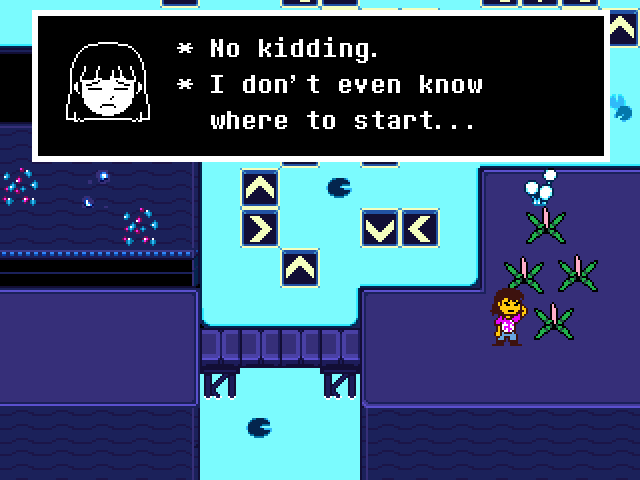 * No kidding.
* I don't even know
where to start...